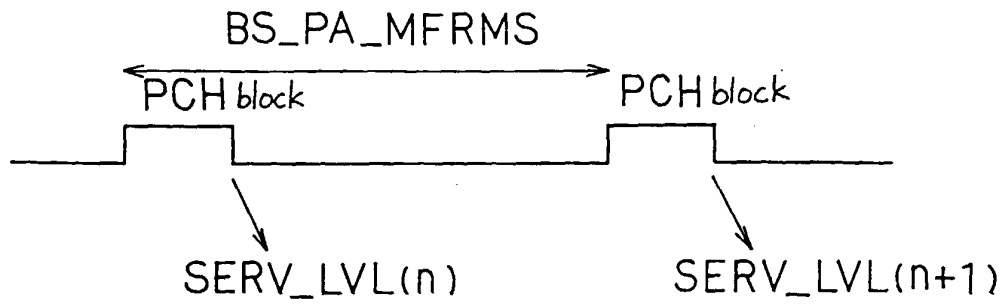 BS_PA_MFRMS
PCH block
PCH block
SERV_LVL(n)
SERV_LVL(n+1)